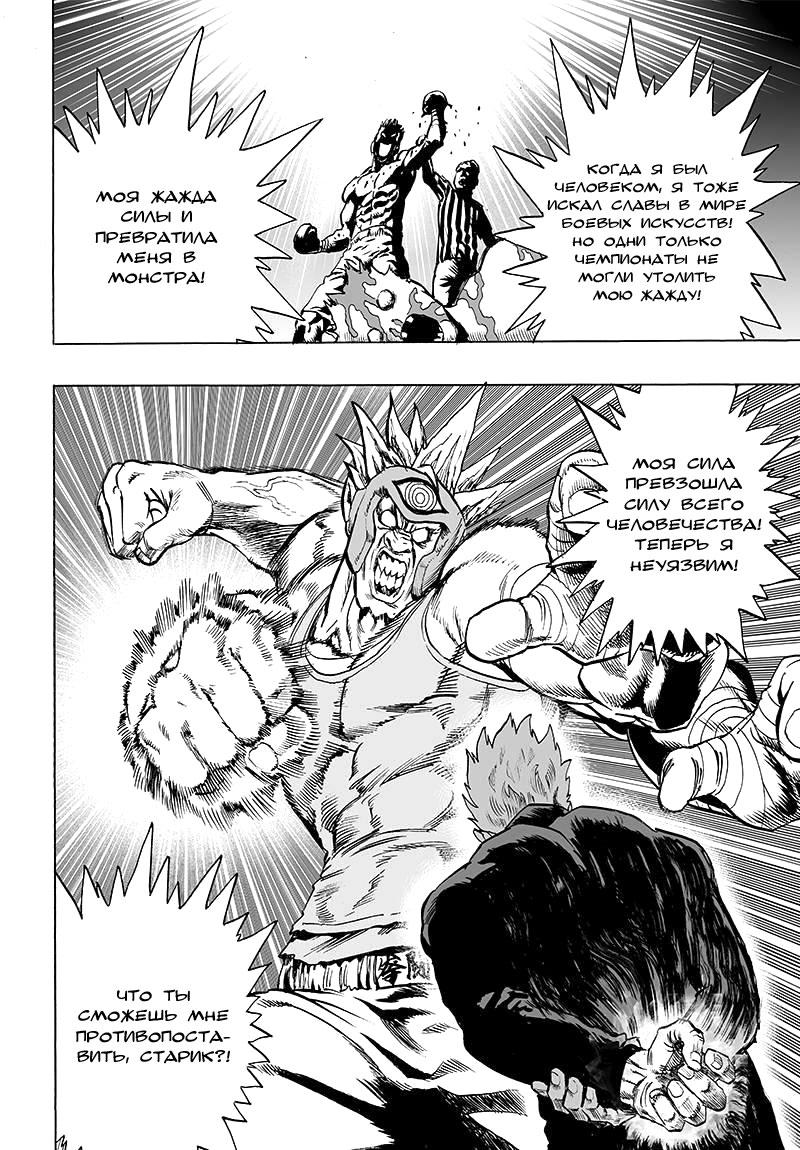 КОГДА Я БЫЛ
ЧЕЛОВЕКОМ, Я ТОЖЕ
ИСКАЛ СЛАВЫ В МИРЕ
БОЕВЫХ ИСКУССТВ!
НО ОДНИ ТОЛЬКО
ЧЕМПИОНАТЫ НЕ
МОГЛИ УТОЛИТЬ
МОЮ ЖАЖДУ!
МОЯ ЖАЖДА
СИЛЫ И
ПРЕВРАТИЛА
МЕНЯ В
МОНСТРА!
МОЯ СИЛА
ПРЕВЗОШЛА
СИЛУ ВСЕГО
ЧЕЛОВЕЧЕСТВА!
ТЕПЕРЬ Я
НЕУЯЗВИМ!
ЧТО ТЫ
СМОЖЕШЬ МНЕ
ПРОТИВОПОСТА-
ВИТЬ, СТАРИК?!